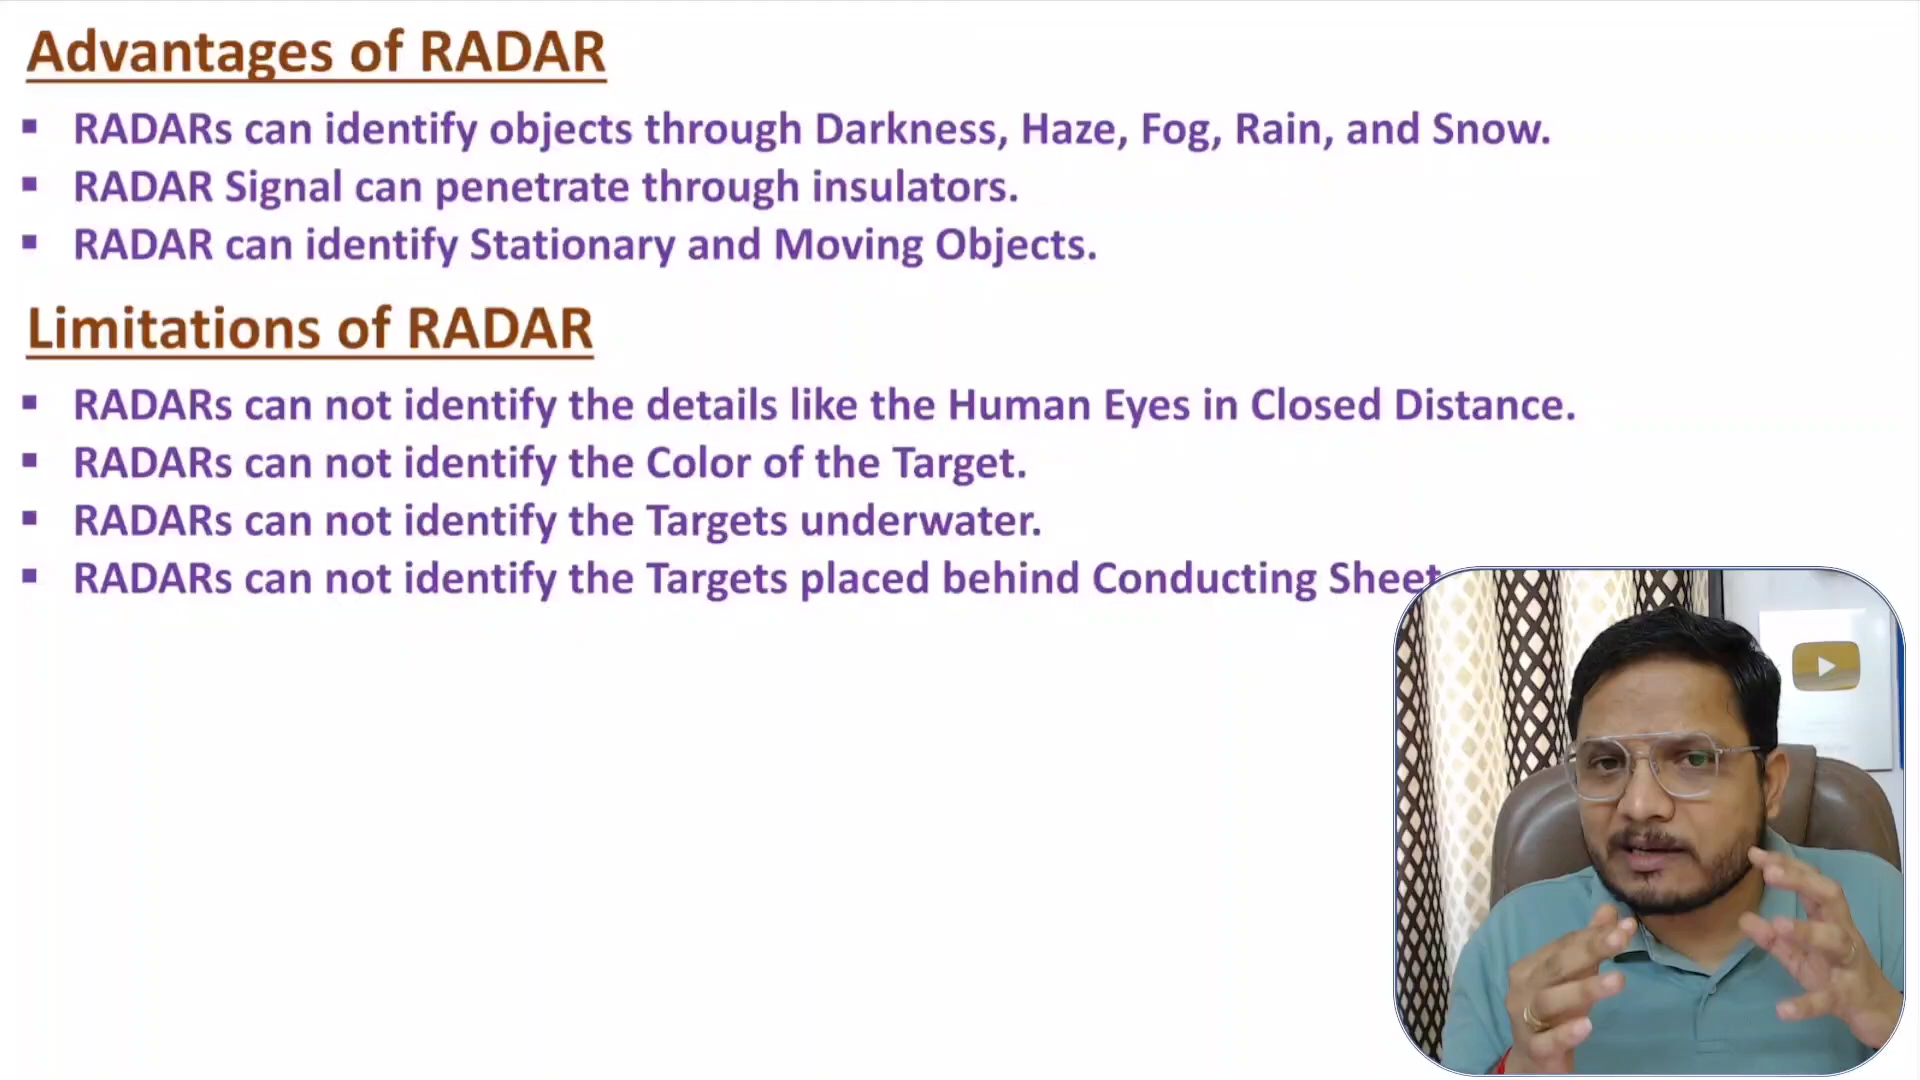 Advantages of RADAR
▪ RADARs can identify objects through Darkness, Haze, Fog, Rain, and Snow.
▪ RADAR Signal can penetrate through insulators.
▪ RADAR can identify Stationary and Moving Objects.
Limitations of RADAR
▪ RADARs can not identify the details like the Human Eyes in Closed Distance.
▪ RADARs can not identify the Color of the Target.
▪ RADARs can not identify the Targets underwater.
▪ RADARs can not identify the Targets placed behind Conducting Sheet